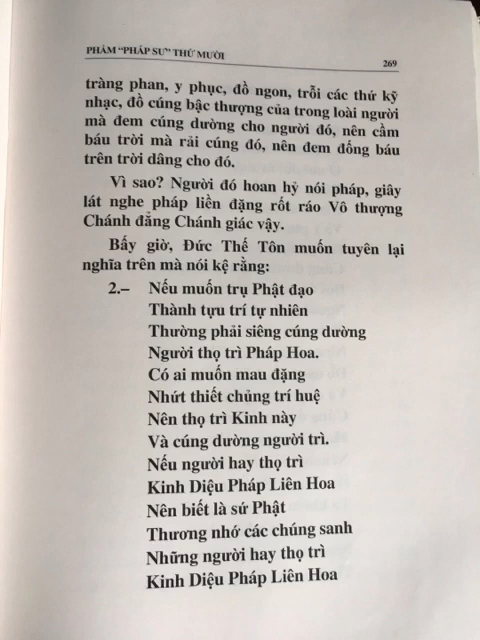 PHẨM “PHÁP SƯ” THỨ MƯỜI
269
tràng phan, y phục, đồ ngon, trỗi các thứ kỹ
nhạc, đồ cúng bậc thượng của trong loài người
mà đem cúng dường cho người đó, nên cầm
báu trời mà rải cúng đó, nên đem đống báu
trên trời dâng cho đó.
Vì sao? Người đó hoan hỷ nói pháp, giây
lát nghe pháp liền đặng rốt ráo Vô thượng
Chánh đẳng Chánh giác vậy.
Bấy giờ, Đức Thế Tôn muốn tuyên lại
nghĩa trên mà nói kệ rằng:
2.– Nếu muốn trụ Phật đạo
Thành tựu trí tự nhiên
Thường phải siêng cúng dường
Người thọ trì Pháp Hoa.
Có ai muốn mau đặng
Nhứt thiết chủng trí huệ
Nên thọ trì Kinh này
Và cúng dường người trì.
Nếu người hay thọ trì
Kinh Diệu Pháp Liên Hoa
Nên biết là sứ Phật
Thương nhớ các chúng sanh
Những người hay thọ trì
Kinh Diệu Pháp Liên Hoa